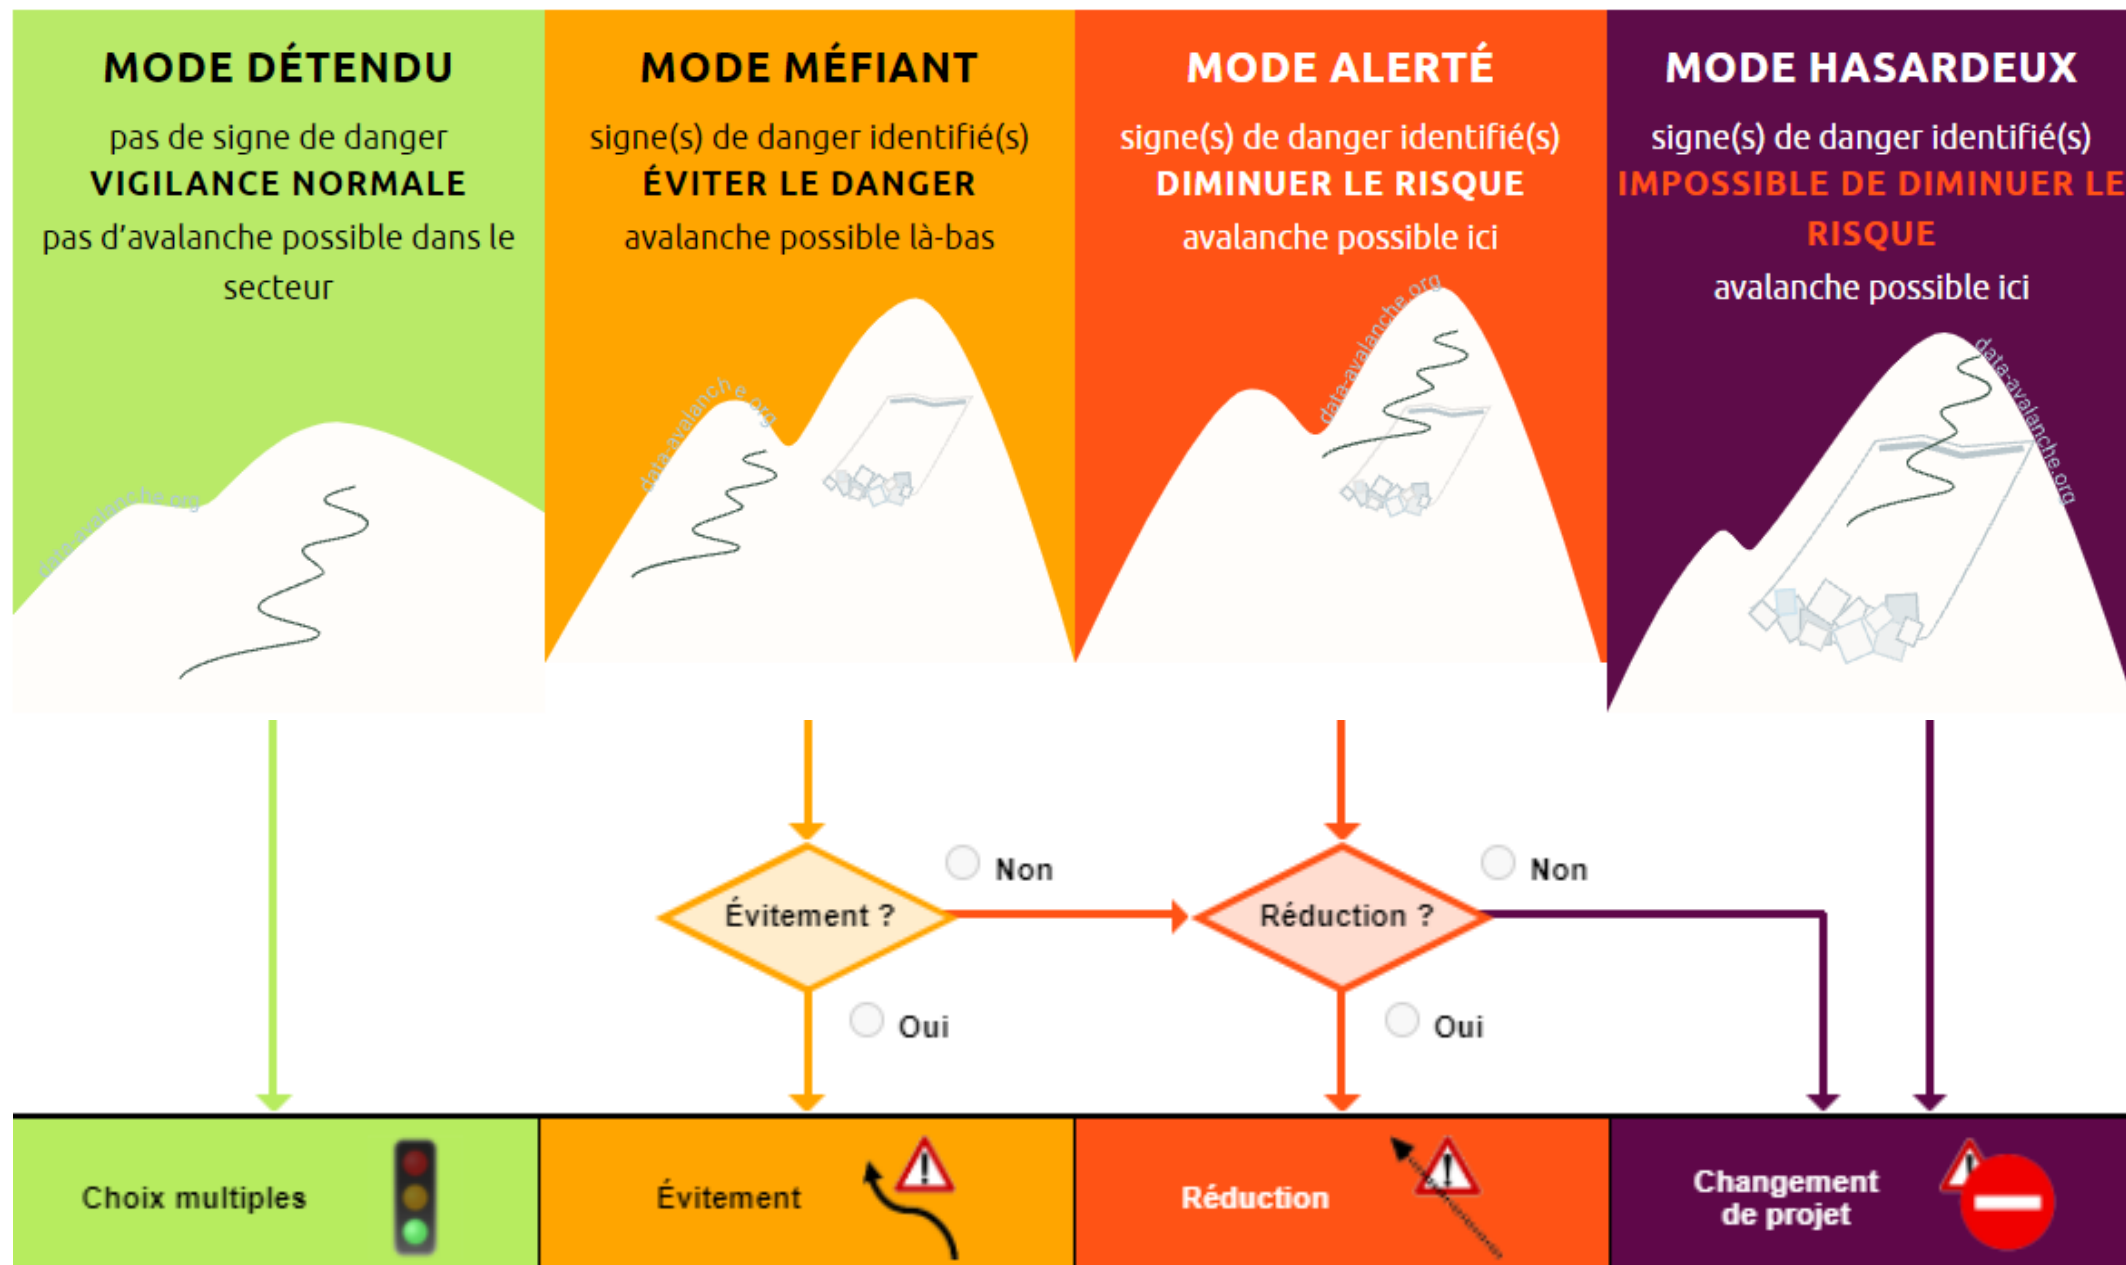 MODE DÉTENDU
pas de signe de danger
VIGILANCE NORMALE
pas d’avalanche possible dans le
secteur
data-avalanche.org
MODE MÉFIANT
signe(s) de danger identifié(s)
ÉVITER LE DANGER
avalanche possible là-bas
data-avalanche.org
MODE ALERTÉ
signe(s) de danger identifié(s)
DIMINUER LE RISQUE
avalanche possible ici
data-avalanche.org
MODE HASARDEUX
signe(s) de danger identifié(s)
IMPOSSIBLE DE DIMINUER LE
RISQUE
avalanche possible ici
data-avalanche.org
Évitement ?
Non
Oui
Réduction ?
Non
Oui
Choix multiples
Évitement
Réduction
Changement
de projet